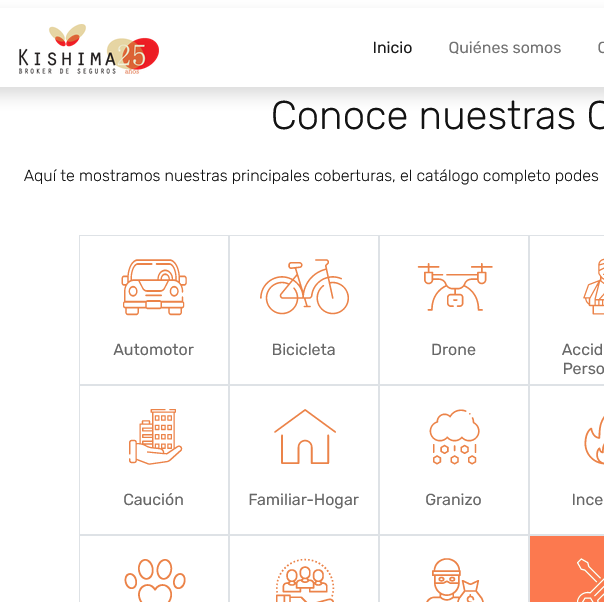 KISHIMA 25
BROKER DE SEGUROS
años
Inicio
Quiénes somos
Conoce nuestras
Aquí te mostramos nuestras principales coberturas, el catálogo completo podes
Automotor
Bicicleta
Drone
Accid
Perso
Caución
Familiar-Hogar
Granizo
Ince